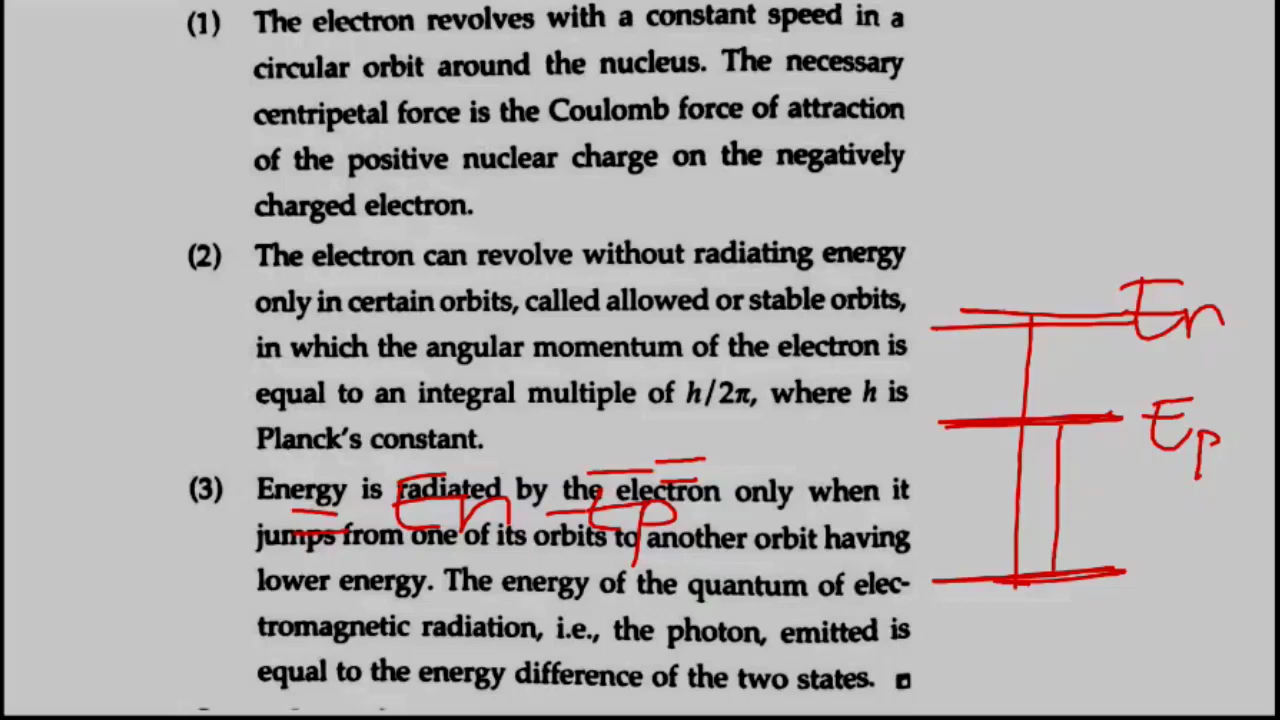 (1) The electron revolves with a constant speed in a
circular orbit around the nucleus. The necessary
centripetal force is the Coulomb force of attraction
of the positive nuclear charge on the negatively
charged electron.
(2) The electron can revolve without radiating energy
only in certain orbits, called allowed or stable orbits,
in which the angular momentum of the electron is
equal to an integral multiple of h/2π, where h is
Planck's constant.
En
Ep
(3) Energy is radiated by the electron only when it
En - Ep
jumps from one of its orbits to another orbit having
lower energy. The energy of the quantum of elec-
tromagnetic radiation, i.e., the photon, emitted is
equal to the energy difference of the two states.